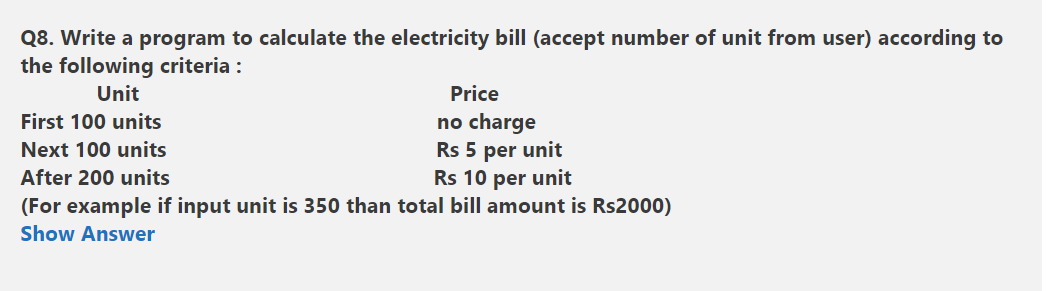 Q8. Write a program to calculate the electricity bill (accept number of unit from user) according to
the following criteria :
Unit Price
First 100 units no charge
Next 100 units Rs 5 per unit
After 200 units Rs 10 per unit
(For example if input unit is 350 than total bill amount is Rs2000)
Show Answer